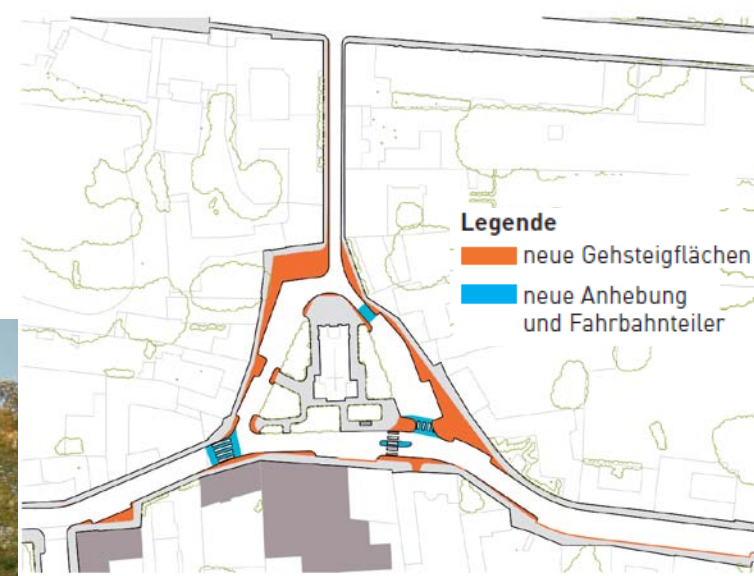 Legende
neue Gehsteigflächen
neue Anhebung
und Fahrbahnteiler